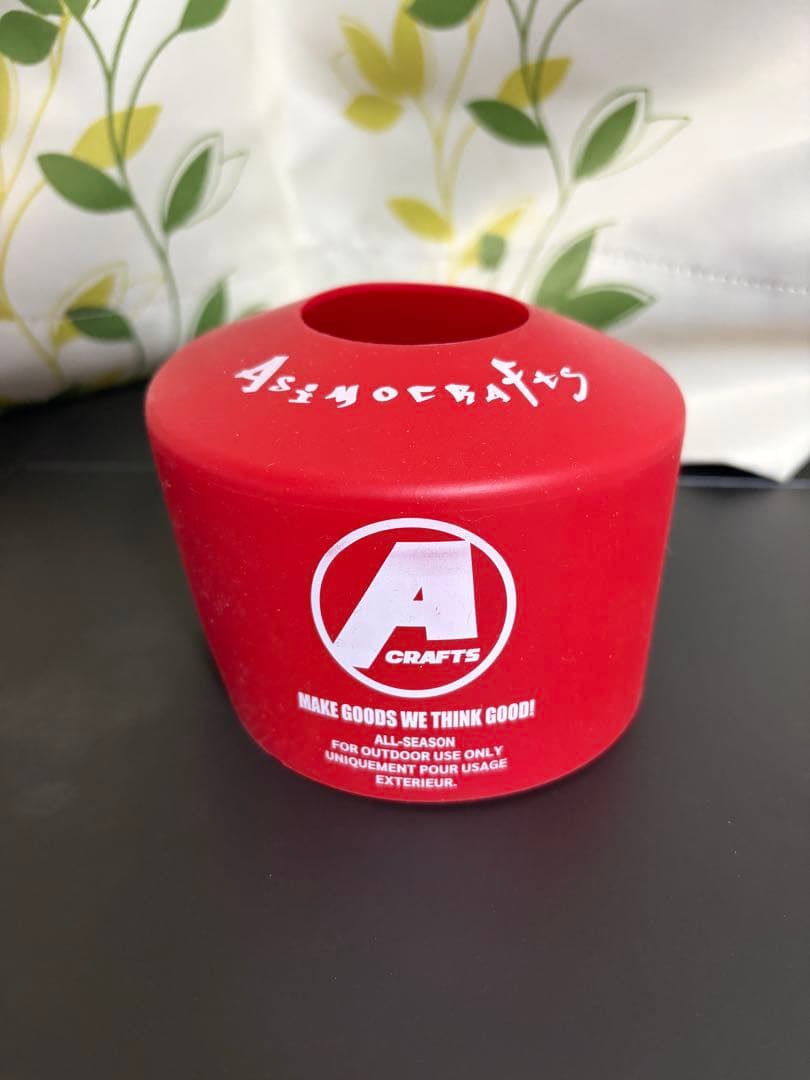 AsimocrAFts
A
CRAFTS
MAKE GOODS WE THINK GOOD!
ALL-SEASON
FOR OUTDOOR USE ONLY
UNIQUEMENT POUR USAGE
EXTERIEUR.